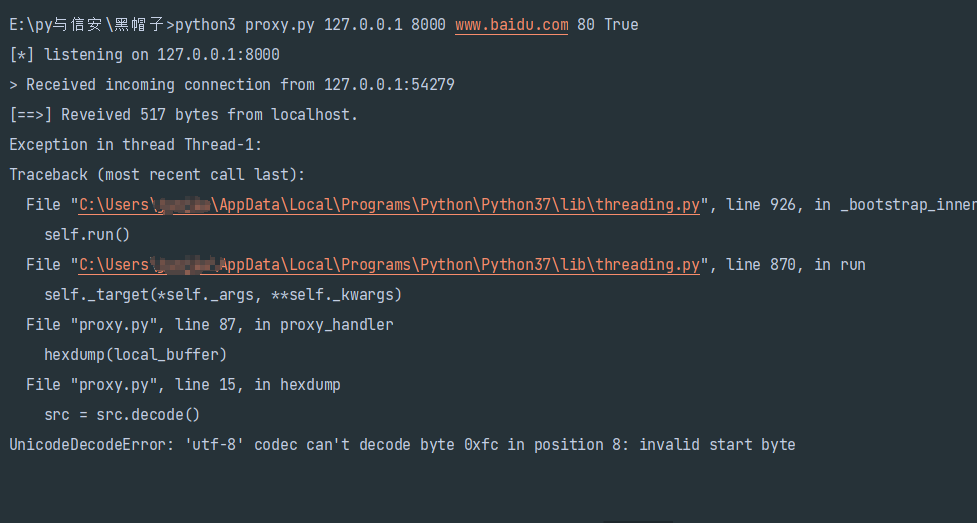 E:\py与信安\黑帽子>python3 proxy.py 127.0.0.1 8000 www.baidu.com 80 True
[*] listening on 127.0.0.1:8000
> Received incoming connection from 127.0.0.1:54279
[==>] Reveived 517 bytes from localhost.
Exception in thread Thread-1:
Traceback (most recent call last):
File "C:\Users\ \AppData\Local\Programs\Python\Python37\lib\threading.py", line 926, in _bootstrap_inner
self.run()
File "C:\Users\ \AppData\Local\Programs\Python\Python37\lib\threading.py", line 870, in run
self._target(*self._args, **self._kwargs)
File "proxy.py", line 87, in proxy_handler
hexdump(local_buffer)
File "proxy.py", line 15, in hexdump
src = src.decode()
UnicodeDecodeError: 'utf-8' codec can't decode byte 0xfc in position 8: invalid start byte